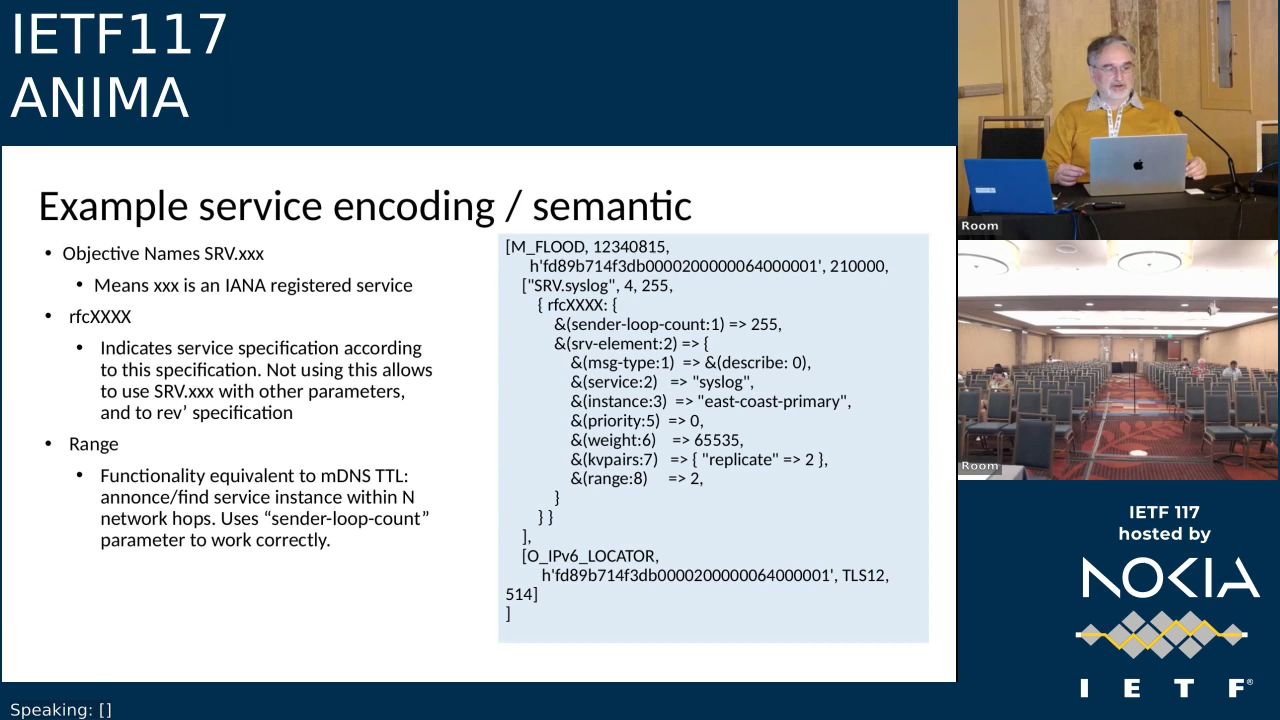 IETF117
ANIMA
Example service encoding / semantic
• Objective Names SRV.xxx
• Means xxx is an IANA registered service
• rfcXXXX
• Indicates service specification according
to this specification. Not using this allows
to use SRV.xxx with other parameters,
and to rev’ specification
• Range
• Functionality equivalent to mDNS TTL:
annonce/find service instance within N
network hops. Uses “sender-loop-count”
parameter to work correctly.
[M_FLOOD, 12340815,
h'fd89b714f3db0000200000064000001', 210000,
["SRV.syslog", 4, 255,
{ rfcXXXX: {
&(sender-loop-count:1) => 255,
&(srv-element:2) => {
&(msg-type:1) => &(describe: 0),
&(service:2) => "syslog",
&(instance:3) => "east-coast-primary",
&(priority:5) => 0,
&(weight:6) => 65535,
&(kvpairs:7) => { "replicate" => 2 },
&(range:8) => 2,
}
} }
],
[O_IPv6_LOCATOR,
h'fd89b714f3db0000200000064000001', TLS12,
514]
]
Room
Room
IETF 117
hosted by
NOKIA
I E T F®
Speaking: []